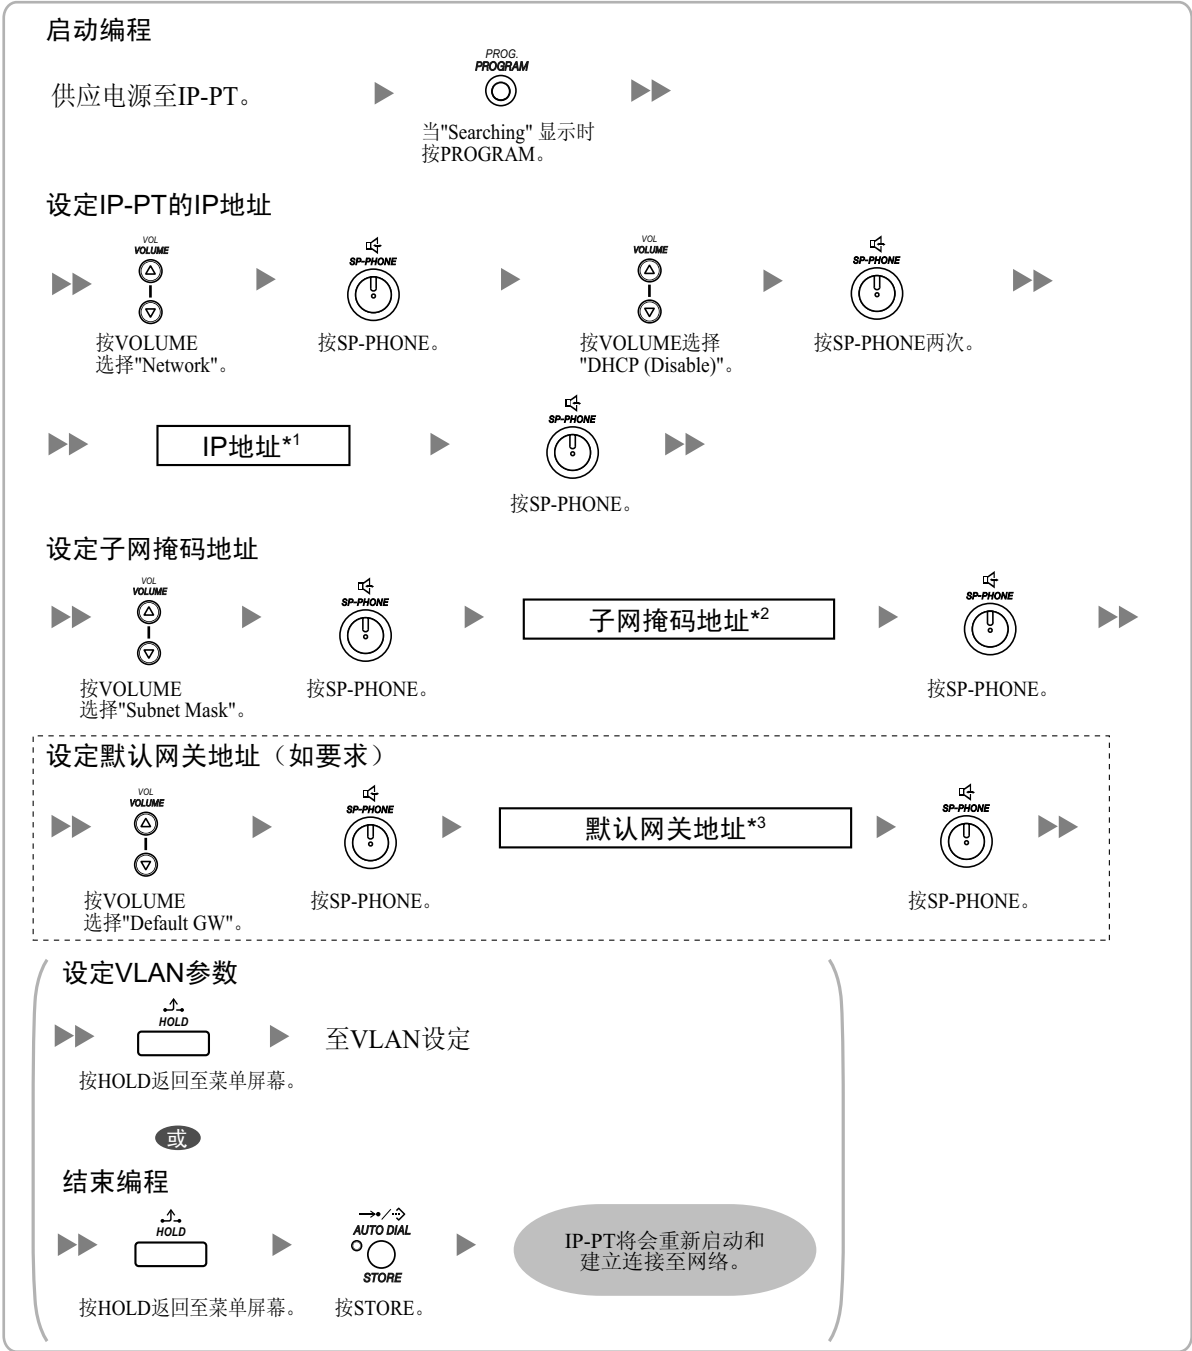 启动编程
PROG.
PROGRAM
供应电源至IP-PT。
当"Searching" 显示时
按PROGRAM。
设定IP-PT的IP地址
VOL
VOLUME
按VOLUME
选择"Network"。
SP-PHONE
按SP-PHONE。
VOL
VOLUME
按VOLUME选择
"DHCP (Disable)"。
SP-PHONE
按SP-PHONE两次。
IP地址*1
SP-PHONE
按SP-PHONE。
设定子网掩码地址
VOL
VOLUME
按VOLUME
选择"Subnet Mask"。
SP-PHONE
按SP-PHONE。
子网掩码地址*2
SP-PHONE
按SP-PHONE。
设定默认网关地址（如要求）
VOL
VOLUME
按VOLUME
选择"Default GW"。
SP-PHONE
按SP-PHONE。
默认网关地址*3
SP-PHONE
按SP-PHONE。
设定VLAN参数
HOLD
按HOLD返回至菜单屏幕。
至VLAN设定
或
结束编程
HOLD
按HOLD返回至菜单屏幕。
AUTO DIAL
STORE
按STORE。
IP-PT将会重新启动和
建立连接至网络。